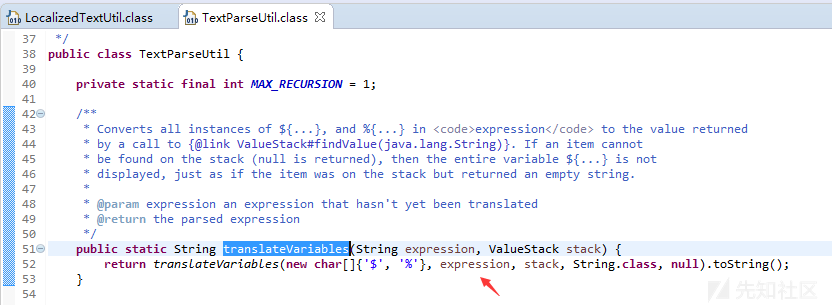 LocalizedTextUtil.class TextParseUtil.class
37 */
38 public class TextParseUtil {
39
40 private static final int MAX_RECURSION = 1;
41
42 /**
43 * Converts all instances of ${...}, and %{...} in <code>expression</code> to the value returned
44 * by a call to {@link ValueStack#findValue(java.lang.String)}. If an item cannot
45 * be found on the stack (null is returned), then the entire variable ${...} is not
46 * displayed, just as if the item was on the stack but returned an empty string.
47 *
48 * @param expression an expression that hasn't yet been translated
49 * @return the parsed expression
50 */
51 public static String translateVariables(String expression, ValueStack stack) {
52 return translateVariables(new char[]{'$', '%'}, expression, stack, String.class, null).toString();
53 }
54
先知社区